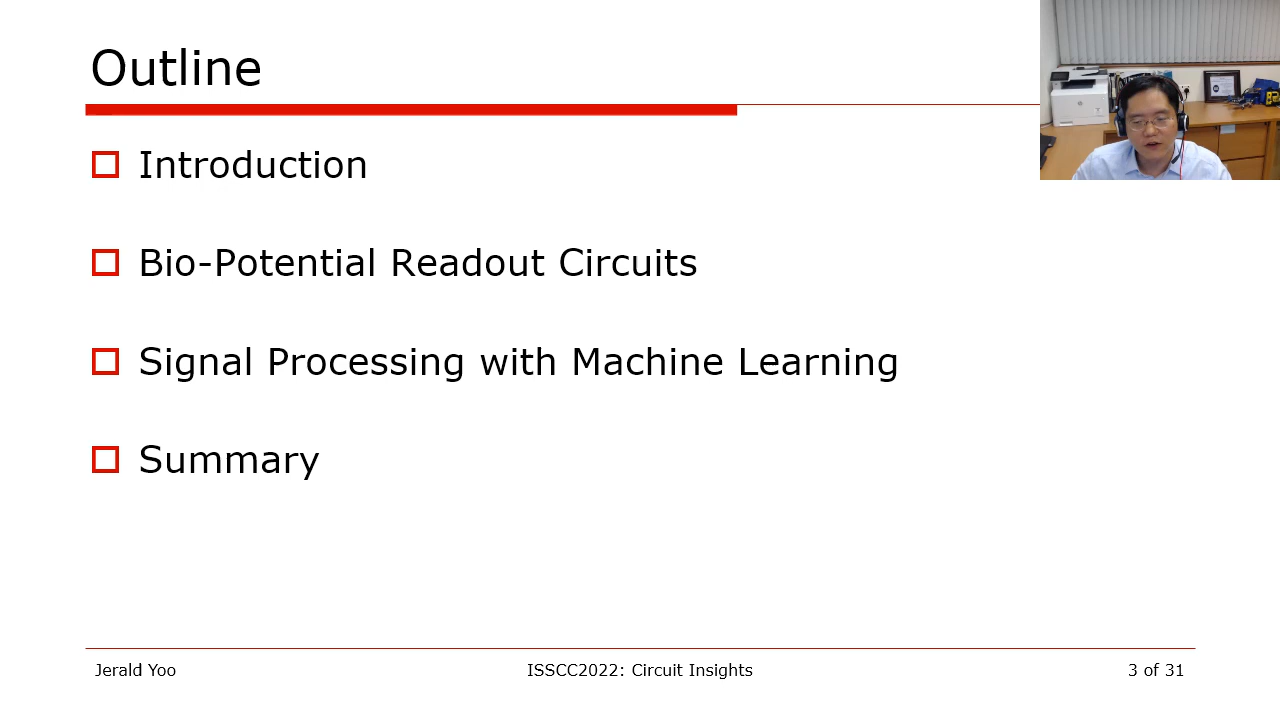 Outline
Introduction
Bio-Potential Readout Circuits
Signal Processing with Machine Learning
Summary
Jerald Yoo
ISSCC2022: Circuit Insights
3 of 31